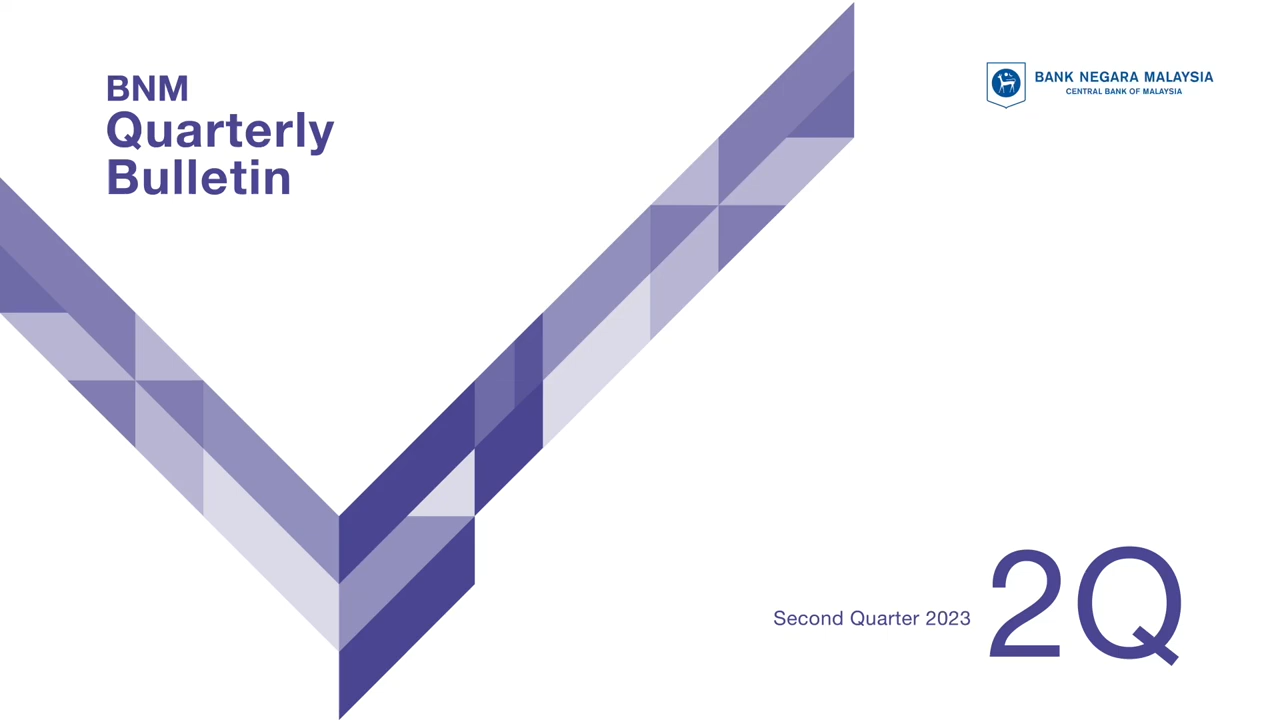 BNM
Quarterly
Bulletin
BANK NEGARA MALAYSIA
CENTRAL BANK OF MALAYSIA
Second Quarter 2023
2Q